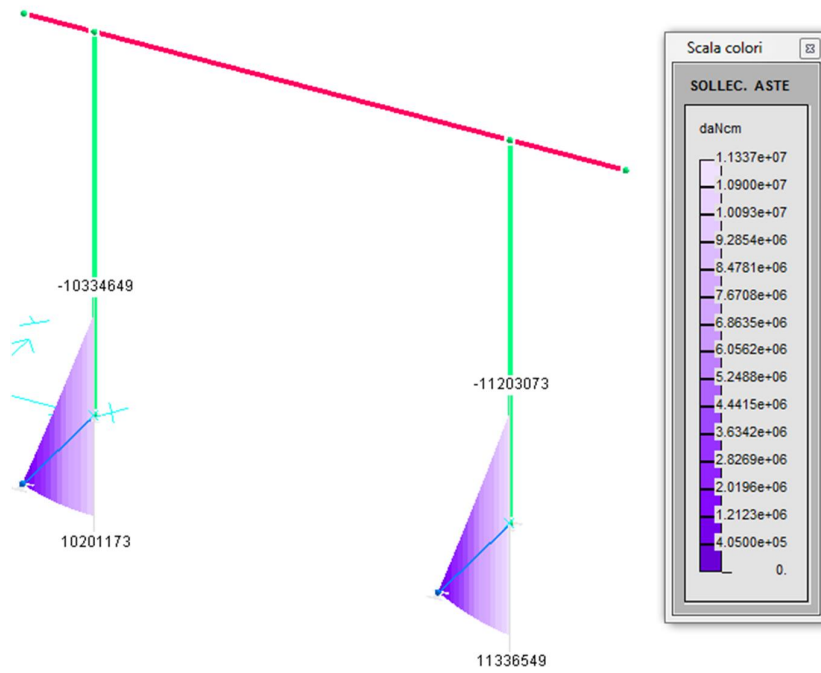 Scala colori
SOLLEC. ASTE
daNcm
1.1337e+07
1.0900e+07
1.0093e+07
9.2854e+06
8.4781e+06
7.6708e+06
6.8635e+06
6.0562e+06
5.2488e+06
4.4415e+06
3.6342e+06
2.8269e+06
2.0196e+06
1.2123e+06
4.0500e+05
0.
-10334649
-11203073
X
10201173
11336549